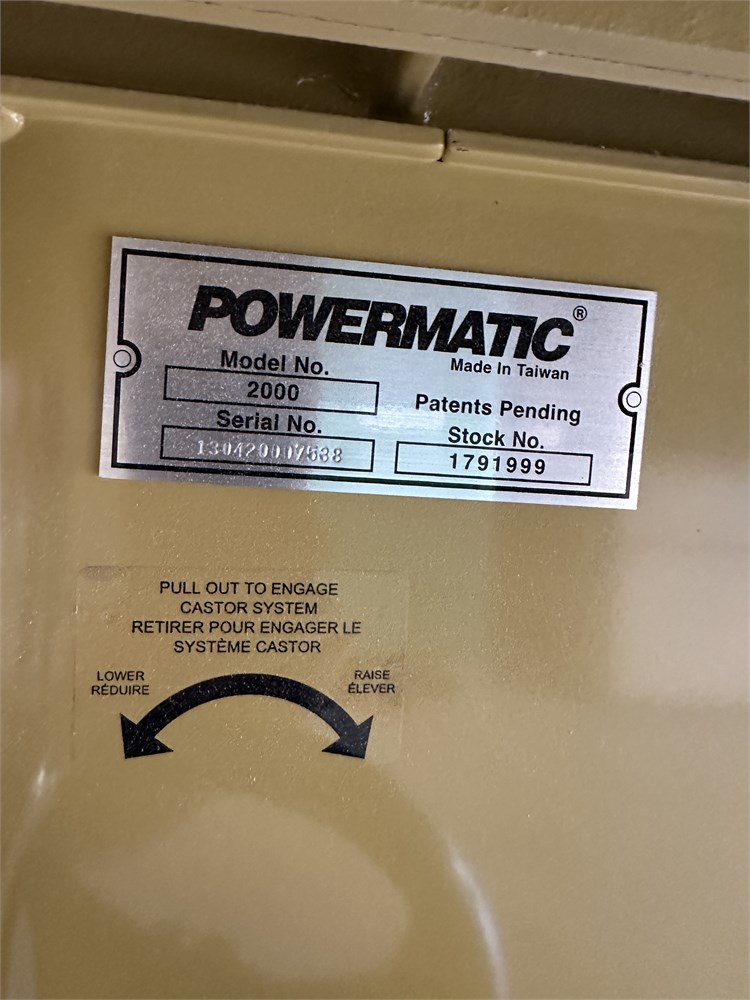 POWERMATIC®
Made In Taiwan
Model No.
2000
Patents Pending
Serial No.
Stock No.
130420007538
1791999
PULL OUT TO ENGAGE
CASTOR SYSTEM
RETIRER POUR ENGAGER LE
SYSTÈME CASTOR
LOWER
RÉDUIRE
RAISE
ÉLEVER